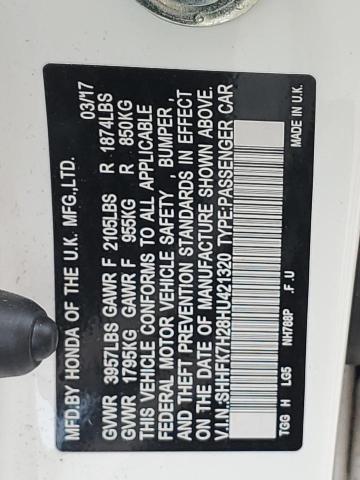 MFD.BY HONDA OF THE U.K. MFG.,LTD. 03/17
GVWR 3957LBS GAWR F 2105LBS R 1874LBS
GVWR 1795KG GAWR F 955KG R 850KG
THIS VEHICLE CONFORMS TO ALL APPLICABLE
FEDERAL MOTOR VEHICLE SAFETY , BUMPER ,
AND THEFT PREVENTION STANDARDS IN EFFECT
ON THE DATE OF MANUFACTURE SHOWN ABOVE.
V.I.N.:SHHFK7H28HU421320 TYPE:PASSENGER CAR
TGG H LG5 NH788P .F .U MADE IN U.K.